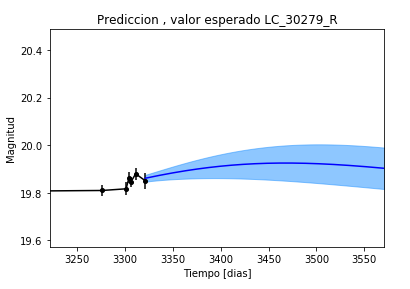 Prediccion , valor esperado LC_30279_R
20.4
20.2
20.0
19.8
19.6
Magnitud
3250 3300 3350 3400 3450 3500 3550
Tiempo [dias]